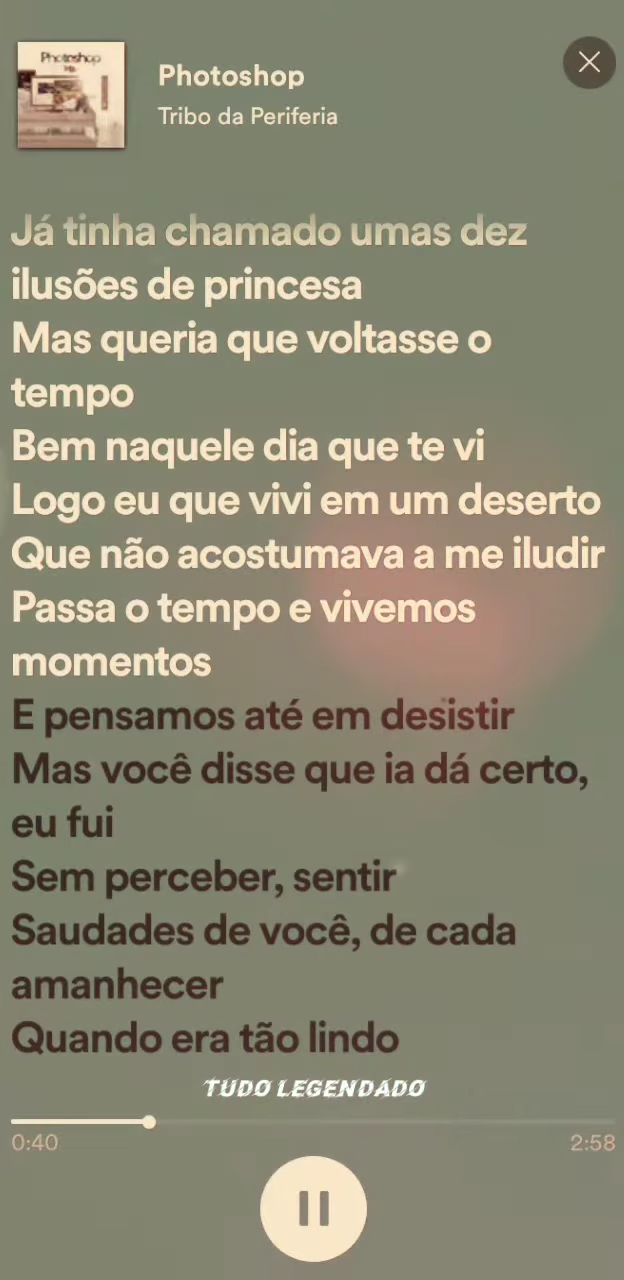 Photoshop
Photoshop
Tribo da Periferia
Já tinha chamado umas dez
ilusões de princesa
Mas queria que voltasse o
tempo
Bem naquele dia que te vi
Logo eu que vivi em um deserto
Que não acostumava a me iludir
Passa o tempo e vivemos
momentos
E pensamos até em desistir
Mas você disse que ia dá certo,
eu fui
Sem perceber, sentir
Saudades de você, de cada
amanhecer
Quando era tão lindo
TUDO LEGENDADO
0:40
2:58